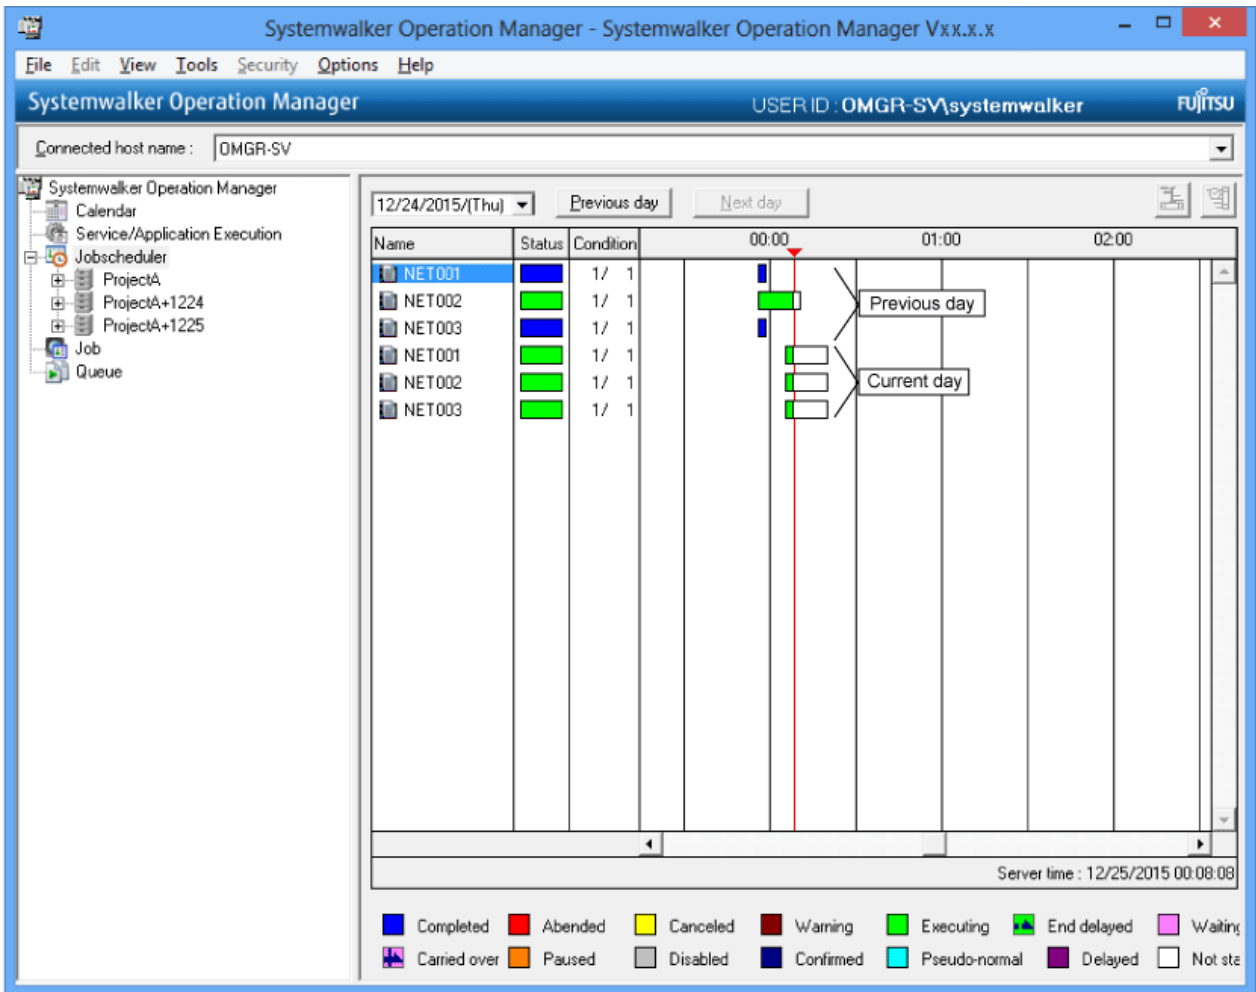 Systemwalker Operation Manager - Systemwalker Operation Manager Vxx.x.x
File Edit View Tools Security Options Help
Systemwalker Operation Manager USER ID : OMGR-SV\systemwalker FUJITSU
Connected host name : OMGR-SV
Systemwalker Operation Manager
Calendar
Service/Application Execution
Jobscheduler
ProjectA
ProjectA+1224
ProjectA+1225
Job
Queue
12/24/2015/(Thu) Previous day Next day
Name Status Condition 00:00 01:00 02:00
NET001 1/ 1
NET002 1/ 1 Previous day
NET003 1/ 1
NET001 1/ 1
NET002 1/ 1 Current day
NET003 1/ 1
Server time : 12/25/2015 00:08:08
Completed Abended Canceled Warning Executing End delayed Waiting
Carried over Paused Disabled Confirmed Pseudo-normal Delayed Not sta